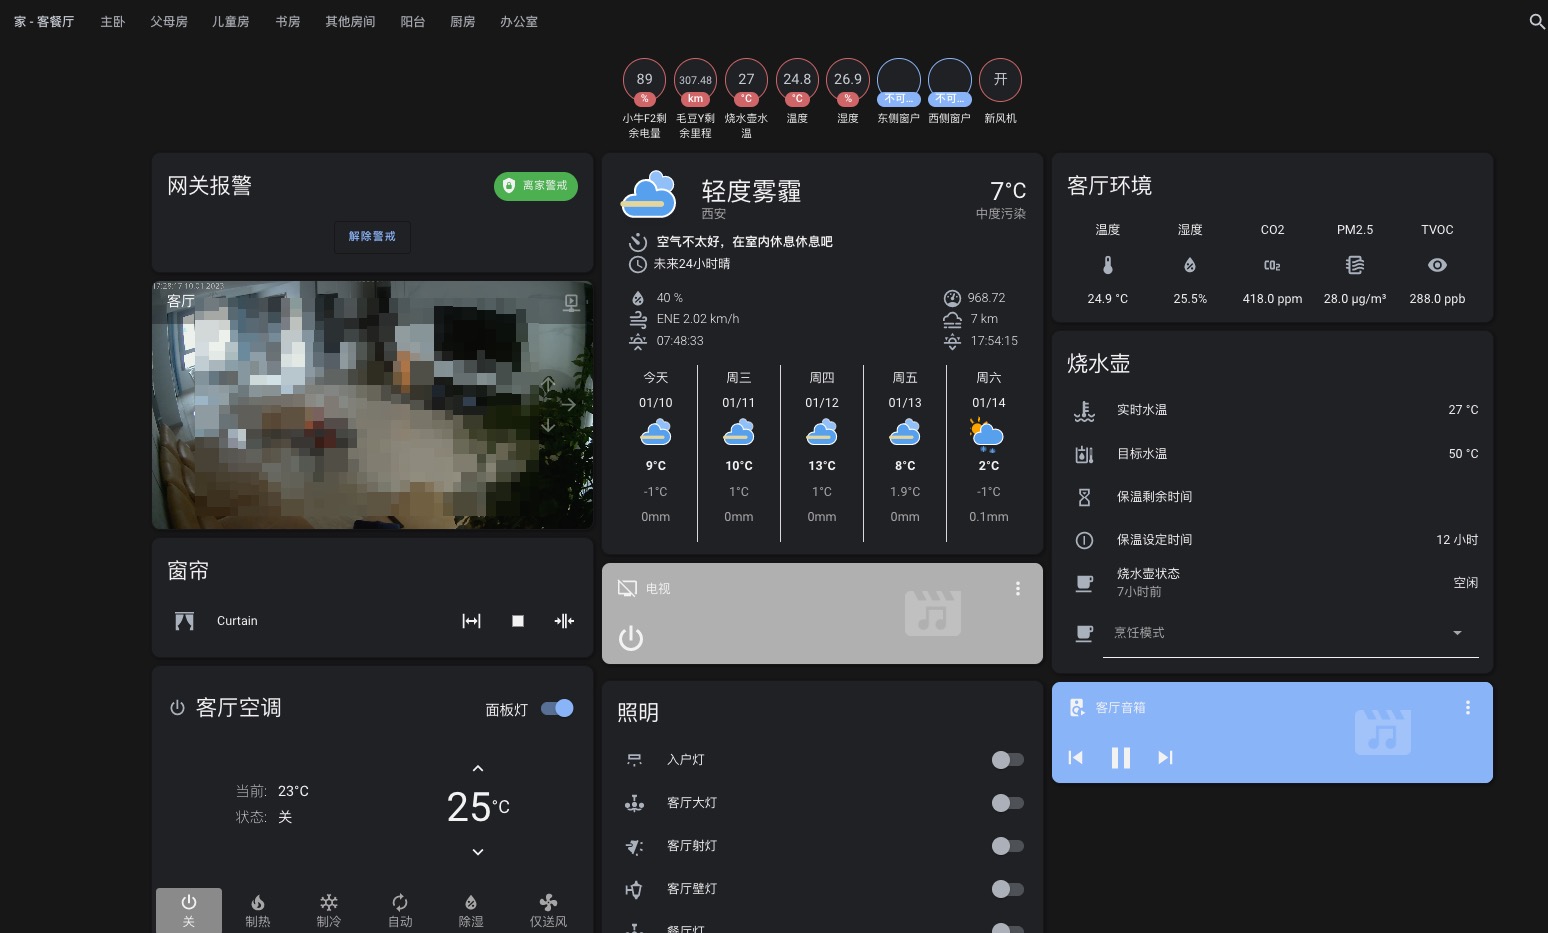 家 - 客餐厅 主卧 父母房 儿童房 书房 其他房间 阳台 厨房 办公室
89 307.48 27 24.8 26.9 开
% km °C °C % 不可... 不可...
小牛F2剩余电量 毛豆Y剩余里程 烧水壶水温 温度 湿度 东侧窗户 西侧窗户 新风机
网关报警
离家警戒
解除警戒
客厅
窗帘
Curtain
客厅空调
面板灯
当前: 23°C
状态: 关
25°C
关 制热 制冷 自动 除湿 仅送风
轻度雾霾
西安
7°C
中度污染
空气不太好，在室内休息休息吧
未来24小时晴
40 % 968.72
ENE 2.02 km/h 7 km
07:48:33 17:54:15
今天 周三 周四 周五 周六
01/10 01/11 01/12 01/13 01/14
9°C 10°C 13°C 8°C 2°C
-1°C 1°C 1°C 1.9°C -1°C
0mm 0mm 0mm 0mm 0.1mm
电视
照明
入户灯
客厅大灯
客厅射灯
客厅壁灯
餐厅灯
客厅环境
温度 湿度 CO2 PM2.5 TVOC
CO₂
24.9 °C 25.5% 418.0 ppm 28.0 μg/m³ 288.0 ppb
烧水壶
实时水温 27 °C
目标水温 50 °C
保温剩余时间
保温设定时间 12 小时
烧水壶状态
7小时前
空闲
烹饪模式
客厅音箱